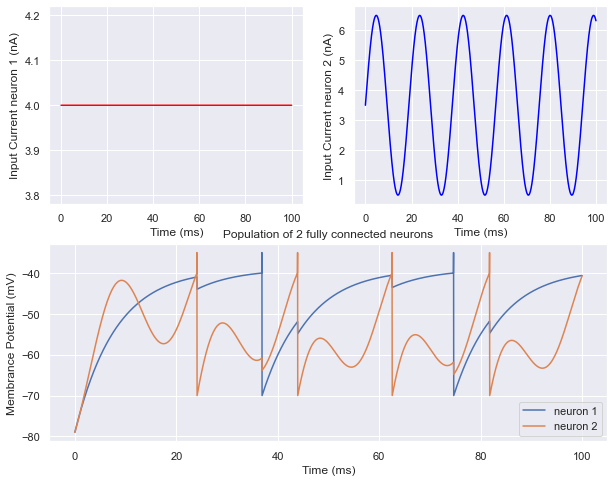 Input Current neuron 1 (nA)
4.2
4.1
4.0
3.9
3.8
0 20 40 60 80 100
Time (ms)
Input Current neuron 2 (nA)
6
5
4
3
2
1
0 20 40 60 80 100
Time (ms)
Population of 2 fully connected neurons
Membrance Potential (mV)
−40
−50
−60
−70
−80
0 20 40 60 80 100
Time (ms)
neuron 1
neuron 2